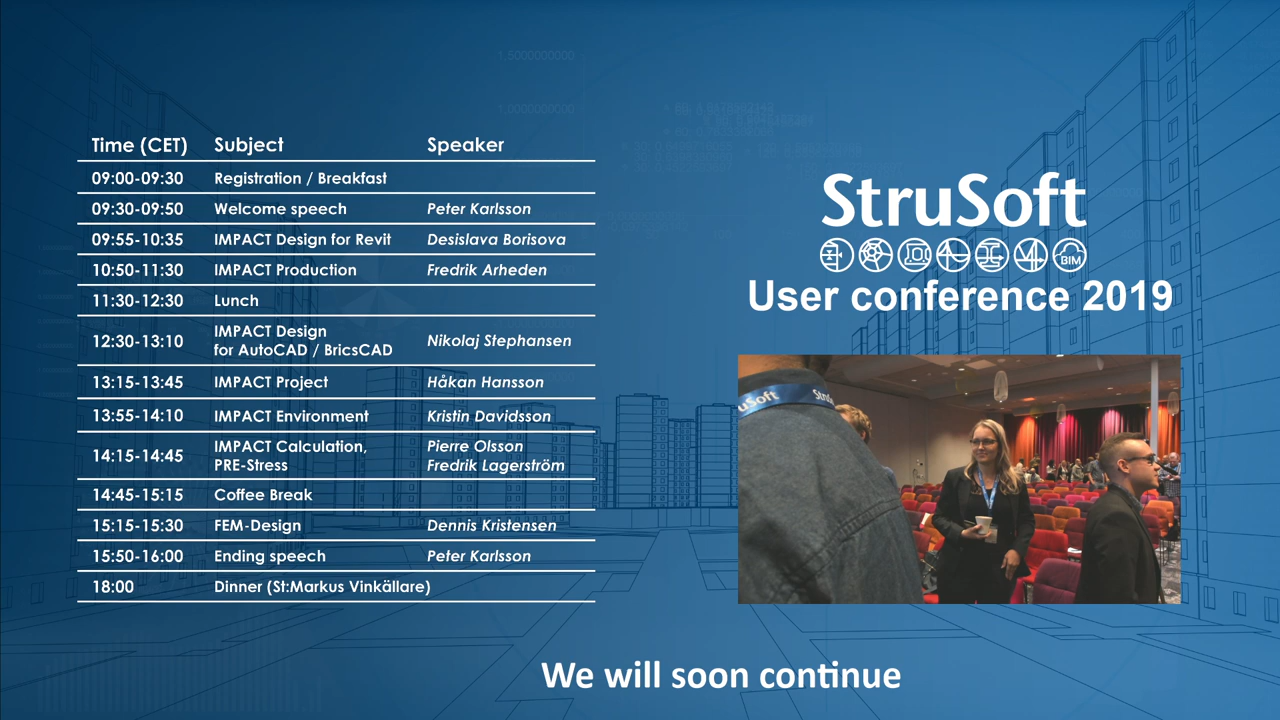 Time (CET) Subject Speaker
09:00-09:30 Registration / Breakfast
09:30-09:50 Welcome speech Peter Karlsson
09:55-10:35 IMPACT Design for Revit Desislava Borisova
10:50-11:30 IMPACT Production Fredrik Arheden
11:30-12:30 Lunch
12:30-13:10 IMPACT Design
for AutoCAD / BricsCAD Nikolaj Stephansen
13:15-13:45 IMPACT Project Håkan Hansson
13:55-14:10 IMPACT Environment Kristin Davidsson
14:15-14:45 IMPACT Calculation, Pierre Olsson
PRE-Stress Fredrik Lagerström
14:45-15:15 Coffee Break
15:15-15:30 FEM-Design Dennis Kristensen
15:50-16:00 Ending speech Peter Karlsson
18:00 Dinner (St:Markus Vinkällare)
StruSoft
BIM
User conference 2019
uSoft Stru
We will soon continue
1.5000000000
1.0000000000